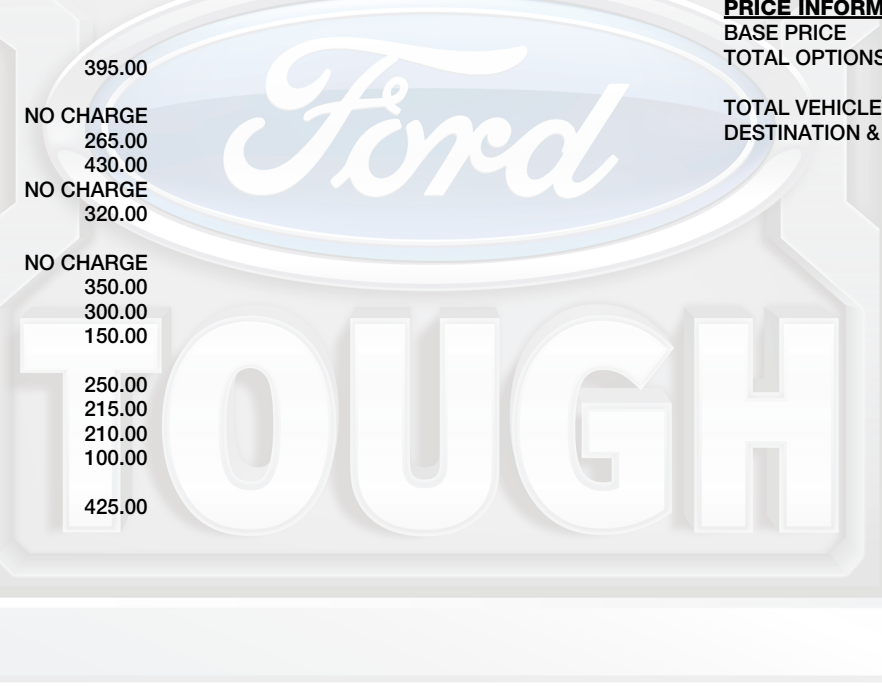 395.00
NO CHARGE
265.00
430.00
NO CHARGE
320.00
NO CHARGE
350.00
300.00
150.00
250.00
215.00
210.00
100.00
425.00
PRICE INFORM
BASE PRICE
TOTAL OPTIONS
TOTAL VEHICLE
DESTINATION &
Ford
TOUGH